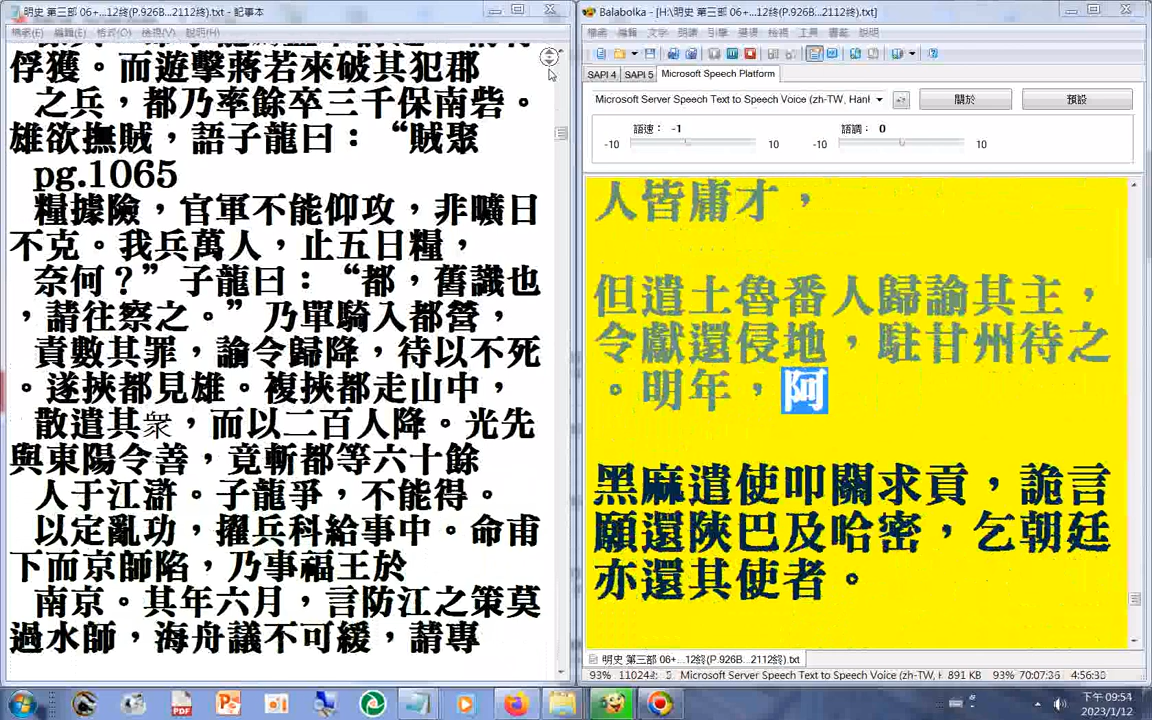 明史 第三部 06+...12终(P.926B...2112终).txt - 記事本
檔案(F) 編輯(E) 格式(O) 檢視(V) 說明(H)
俘獲。而遊擊蔣若來破其犯郡
之兵，都乃率餘卒三千保南砦。
雄欲撫賊，語子龍曰：“賊聚
pg.1065
糧據險，官軍不能仰攻，非曠日
不克。我兵萬人，止五日糧，
奈何？”子龍曰：“都，舊識也
，請往察之。”乃單騎入都營，
責數其罪，諭令歸降，待以不死
。遂挾都見雄。複挾都走山中，
散遣其衆，而以二百人降。光先
與東陽令善，竟斬都等六十餘
人于江滸。子龍爭，不能得。
以定亂功，擢兵科給事中。命甫
下而京師陷，乃事福王於
南京。其年六月，言防江之策莫
過水師，海舟議不可緩，請專
Balabolka - [H:\明史 第三部 06+...12终(P.926B...2112终).txt]
檔案 編輯 文字 朗讀 引擎 選項 檢視 工具 書籤 說明
SAPI 4 SAPI 5 Microsoft Speech Platform
Microsoft Server Speech Text to Speech Voice (zh-TW, Hanl
關於
預設
語速： -1
語調： 0
-10 10
-10 10
人皆庸才，
但遣土魯番人歸諭其主，
令獻還侵地，駐甘州待之
。明年，阿
黑麻遣使叩關求貢，詭言
願還陝巴及哈密，乞朝廷
亦還其使者。
明史 第三部 06+...12终(P.926B...2112终).txt
Microsoft Server Speech Text to Speech Voice (zh-TW, H
891 KB
93%
70:07:36
4:56:30
下午 09:54
2023/1/12